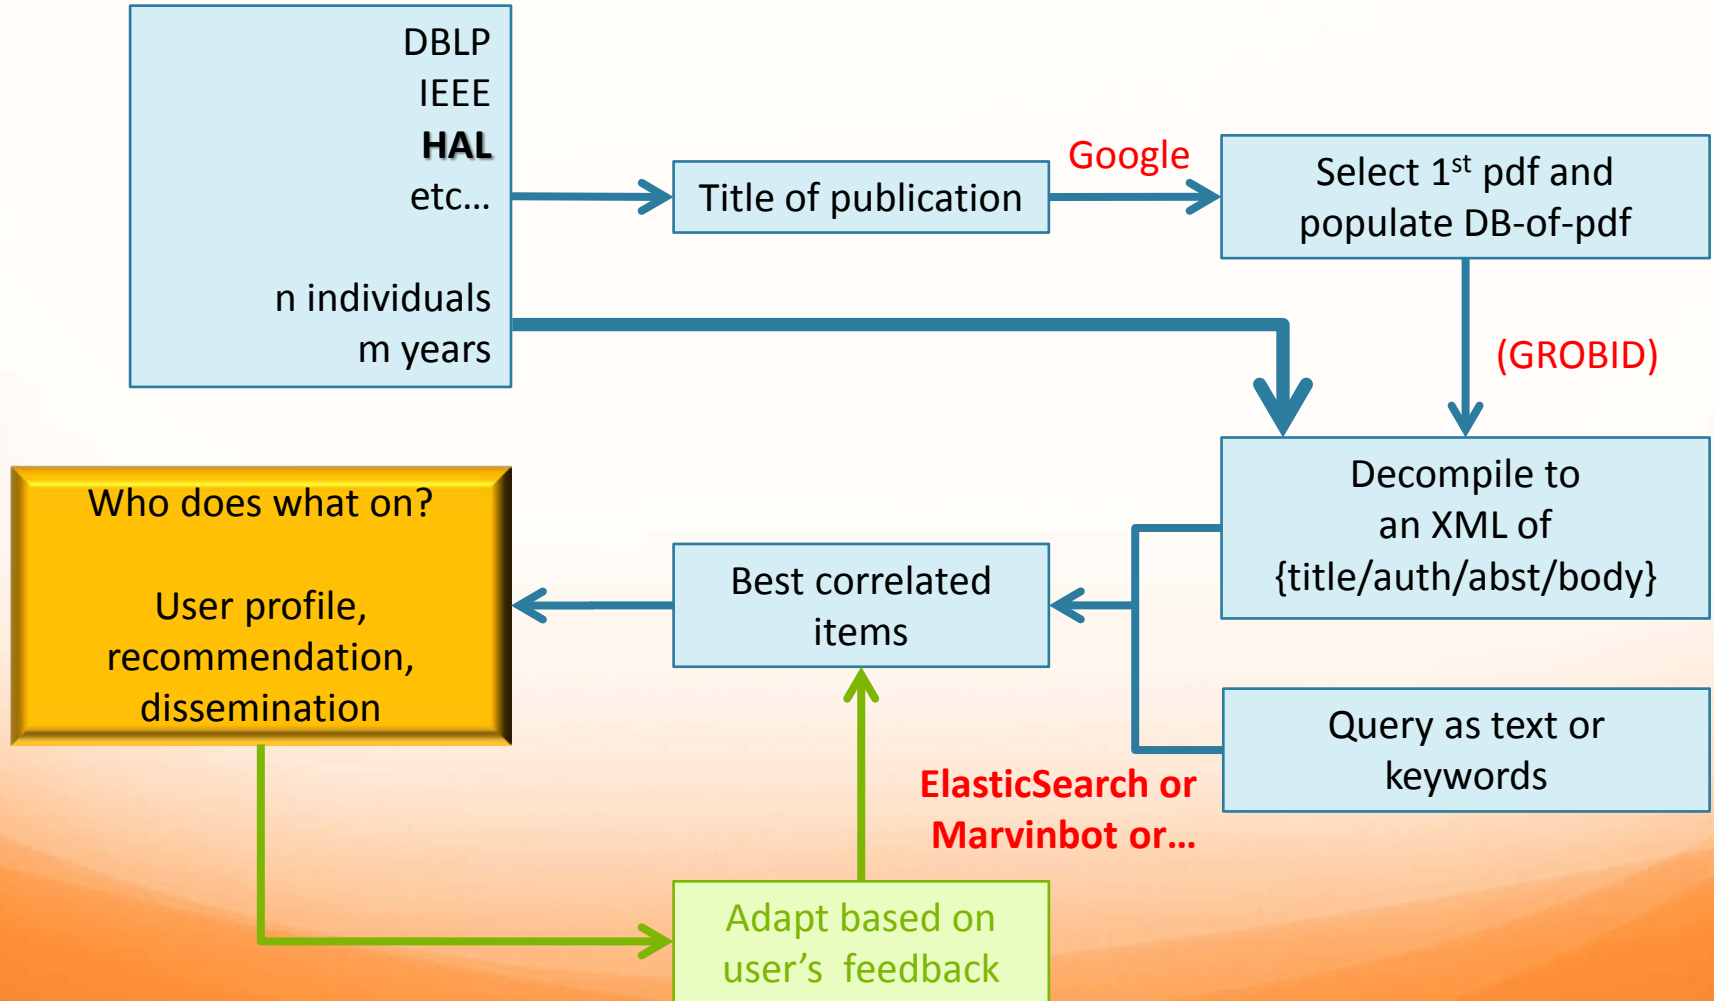 DBLP
IEEE
HAL
etc…
n individuals
m years
Title of publication
Google
Select 1st pdf and
populate DB-of-pdf
(GROBID)
Decompile to
an XML of
{title/auth/abst/body}
Query as text or
keywords
ElasticSearch or
Marvinbot or…
Best correlated
items
Who does what on?
User profile,
recommendation,
dissemination
Adapt based on
user’s  feedback